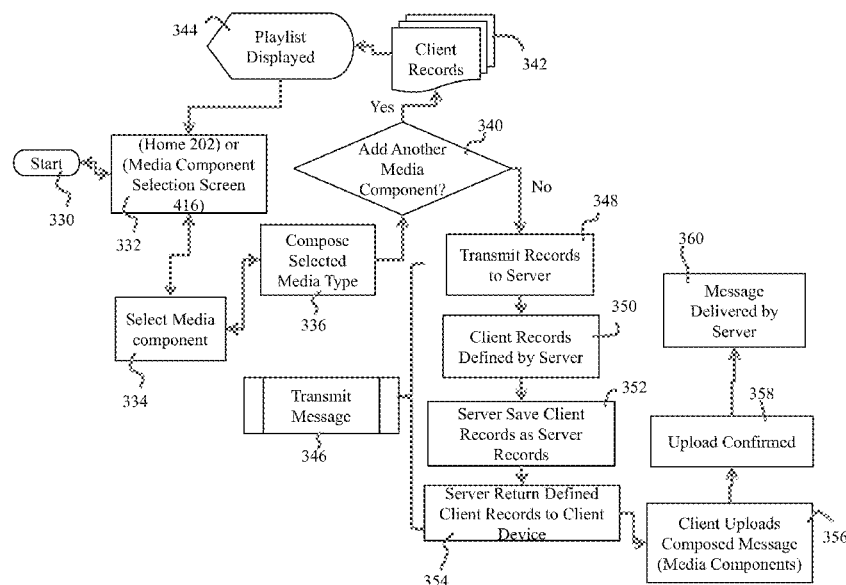 344
Playlist
Displayed
Client
Records
342
Yes
340
Add Another
Media
Component?
No
Start
330
(Home 202) or
(Media Component
Selection Screen
416)
332
Compose
Selected
Media Type
336
Select Media
component
334
348
Transmit Records
to Server
350
Client Records
Defined by Server
Transmit
Message
346
352
Server Save Client
Records as Server
Records
Server Return Defined
Client Records to Client
Device
354
360
Message
Delivered by
Server
358
Upload Confirmed
Client Uploads
Composed Message
(Media Components)
356